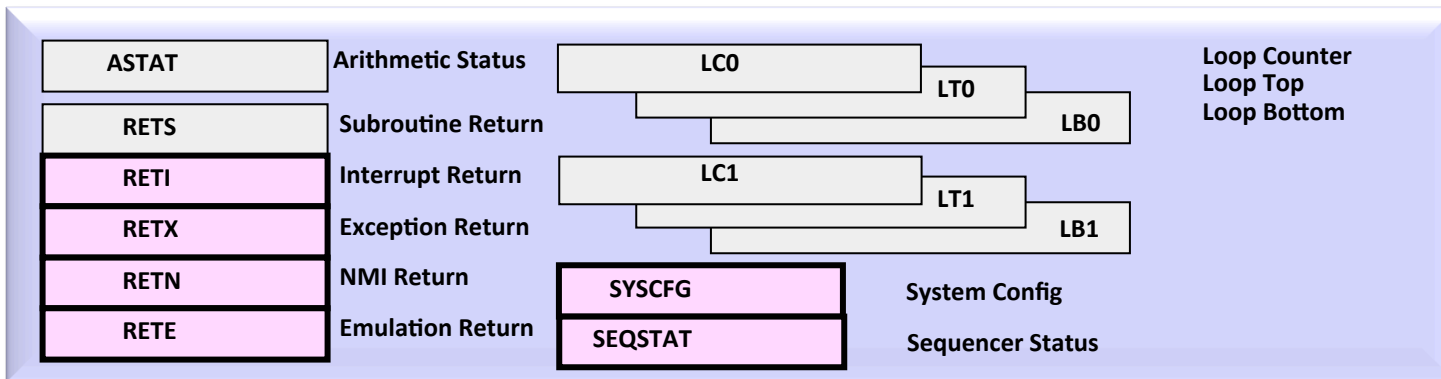 ASTAT Arithmetic Status
RETS Subroutine Return
RETI Interrupt Return
RETX Exception Return
RETN NMI Return
RETE Emulation Return
LC0
LT0
LB0
LC1
LT1
LB1
SYSCFG System Config
SEQSTAT Sequencer Status
Loop Counter
Loop Top
Loop Bottom